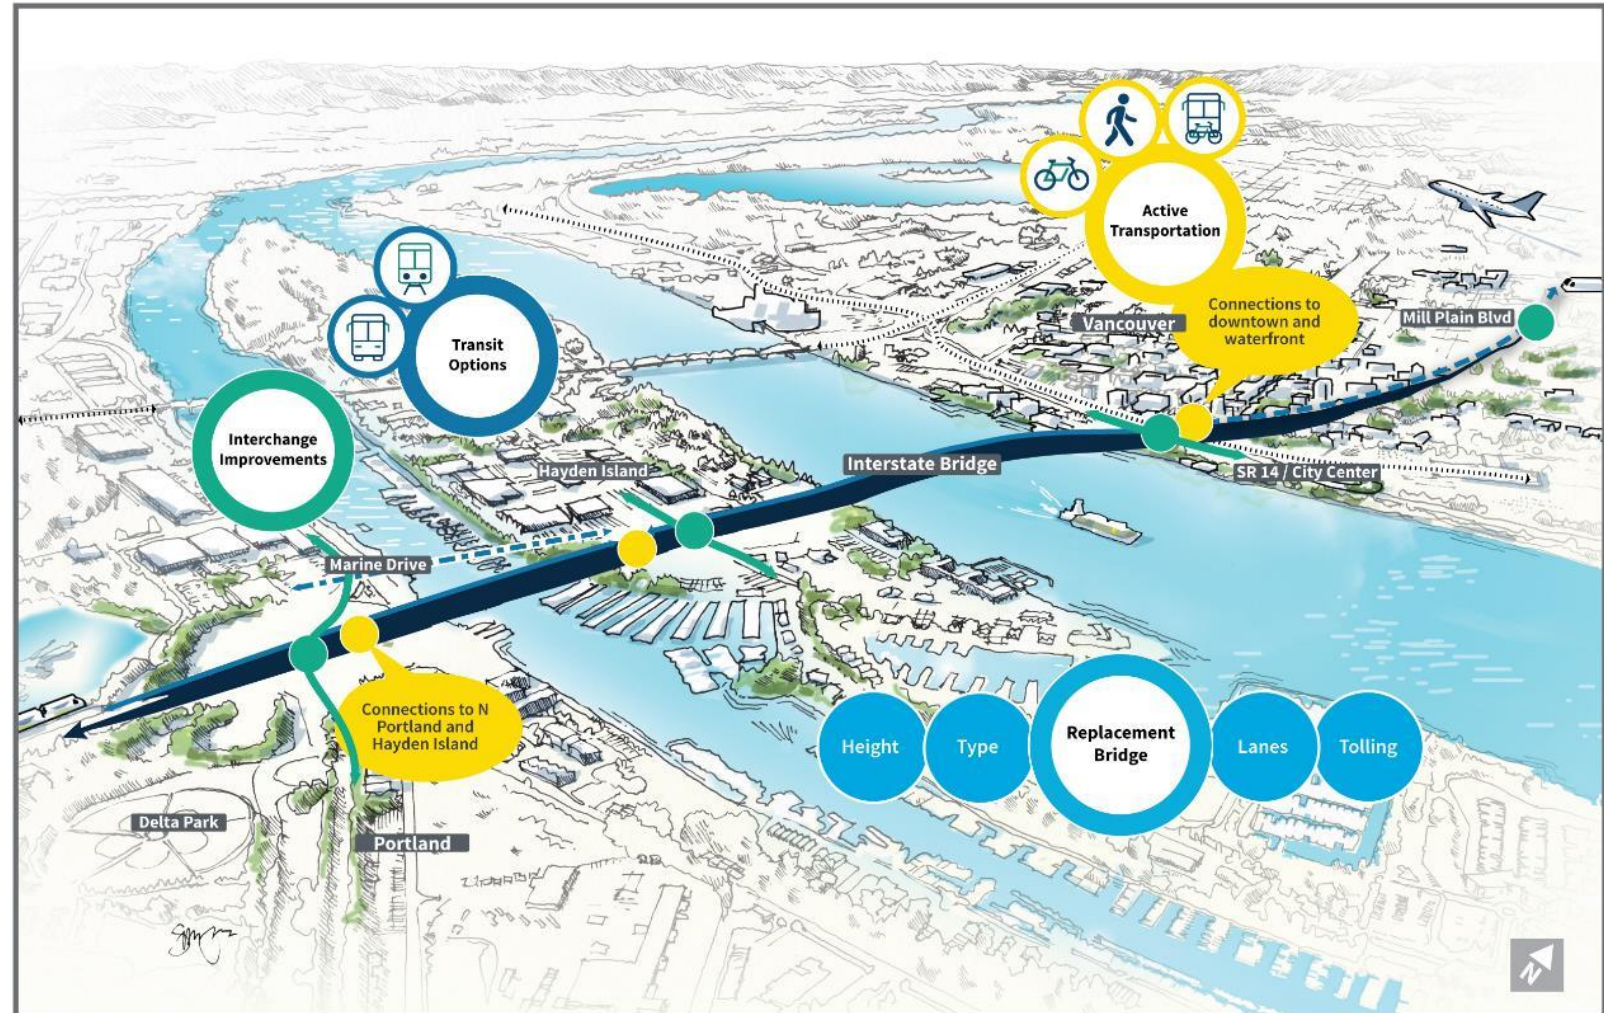 Active
Transportation
Connections to
downtown and
waterfront
Vancouver
Mill Plain Blvd
Transit
Options
Interchange
Improvements
Hayden Island
Interstate Bridge
SR 14 / City Center
Marine Drive
Connections to N
Portland and
Hayden Island
Height
Type
Replacement
Bridge
Lanes
Tolling
Delta Park
Portland
N